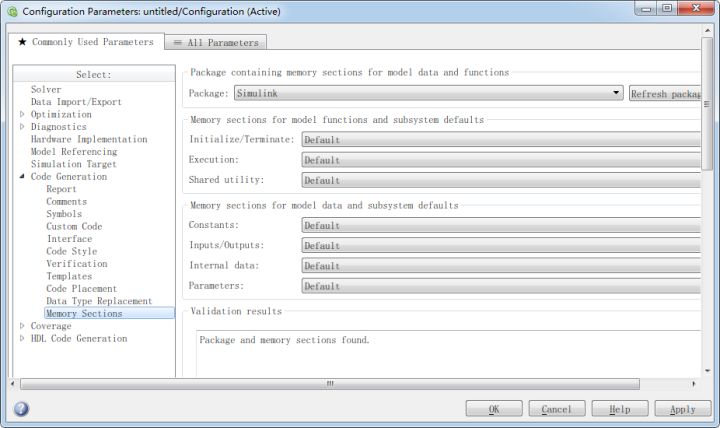 Configuration Parameters: untitled/Configuration (Active)
★ Commonly Used Parameters
≡ All Parameters
Select:
Solver
Data Import/Export
Optimization
Diagnostics
Hardware Implementation
Model Referencing
Simulation Target
Code Generation
Report
Comments
Symbols
Custom Code
Interface
Code Style
Verification
Templates
Code Placement
Data Type Replacement
Memory Sections
Coverage
HDL Code Generation
Package containing memory sections for model data and functions
Package: Simulink Refresh packag
Memory sections for model functions and subsystem defaults
Initialize/Terminate: Default
Execution: Default
Shared utility: Default
Memory sections for model data and subsystem defaults
Constants: Default
Inputs/Outputs: Default
Internal data: Default
Parameters: Default
Validation results
Package and memory sections found.
OK Cancel Help Apply